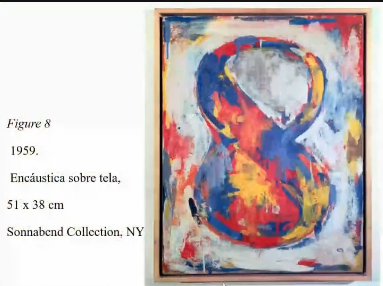 Figure 8
1959.
Encáustica sobre tela,
51 x 38 cm
Sonnabend Collection, NY